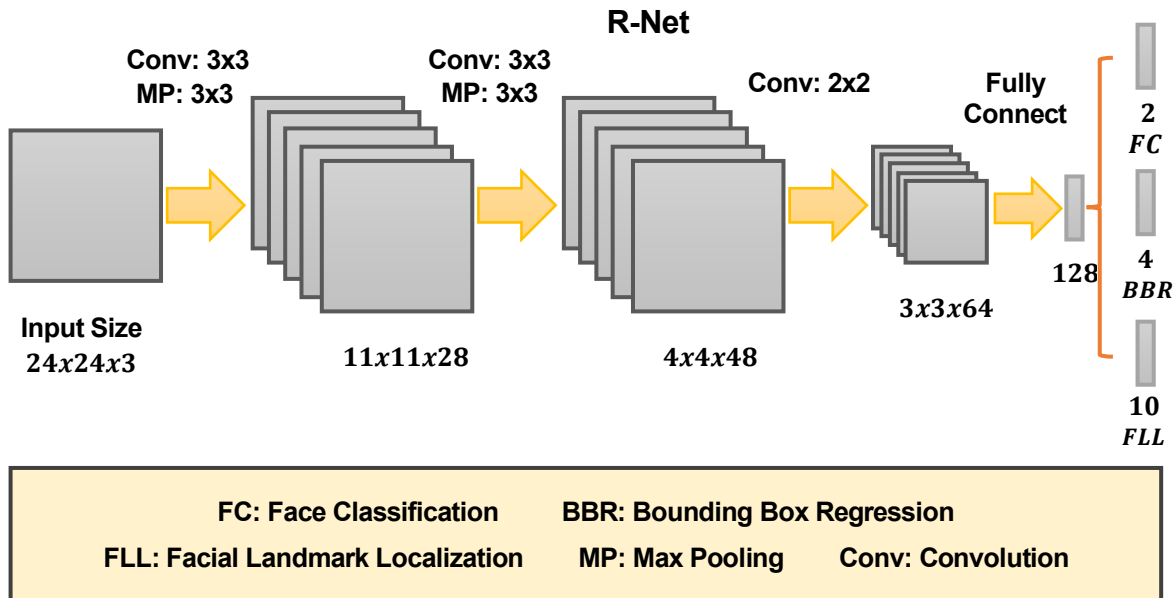 R-Net
Conv: 3x3
MP: 3x3
Conv: 3x3
MP: 3x3
Conv: 2x2
Fully
Connect
Input Size
24x24x3
11x11x28
4x4x48
3x3x64
128
2
FC
4
BBR
10
FLL
FC: Face Classification BBR: Bounding Box Regression
FLL: Facial Landmark Localization MP: Max Pooling Conv: Convolution